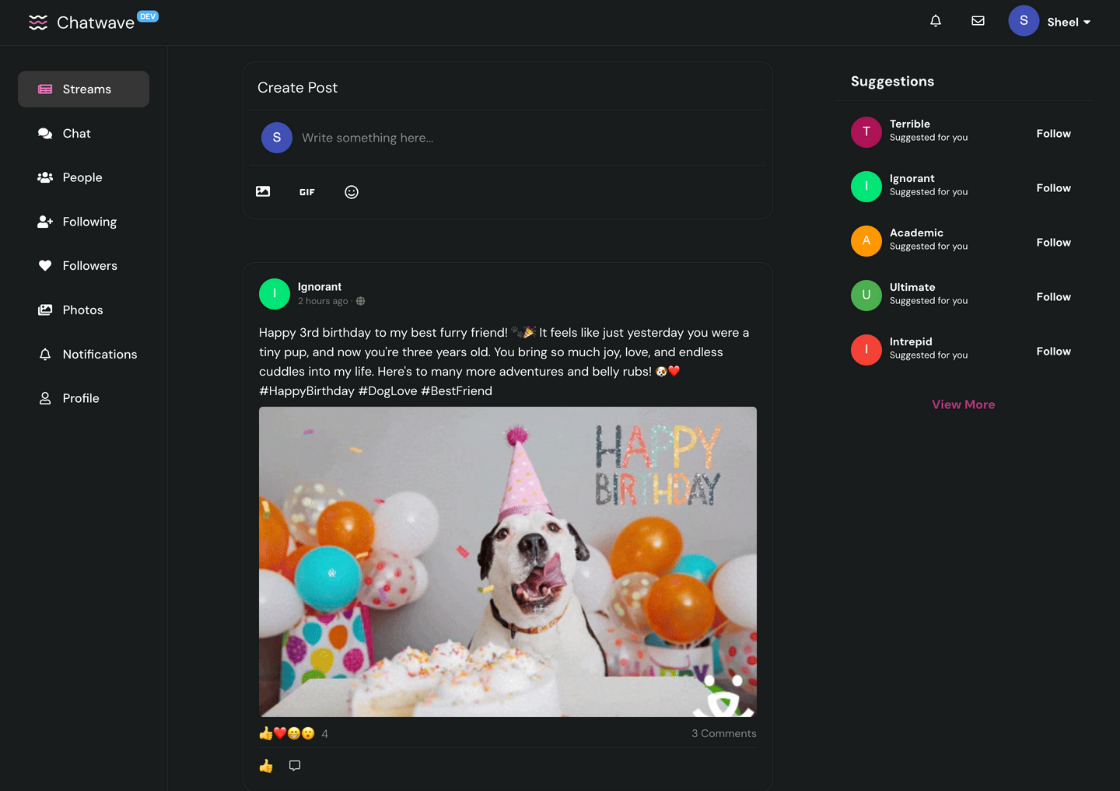 Chatwave DEV
S Sheel
Streams
Chat
People
Following
Followers
Photos
Notifications
Profile
Create Post
S Write something here...
GIF
I Ignorant
2 hours ago ·
Happy 3rd birthday to my best furry friend! 🐾🎉 It feels like just yesterday you were a
tiny pup, and now you're three years old. You bring so much joy, love, and endless
cuddles into my life. Here's to many more adventures and belly rubs! 🐶❤️
#HappyBirthday #DogLove #BestFriend
HAPPY
BIRTHDAY
4
3 Comments
Suggestions
T Terrible
Suggested for you
Follow
I Ignorant
Suggested for you
Follow
A Academic
Suggested for you
Follow
U Ultimate
Suggested for you
Follow
I Intrepid
Suggested for you
Follow
View More